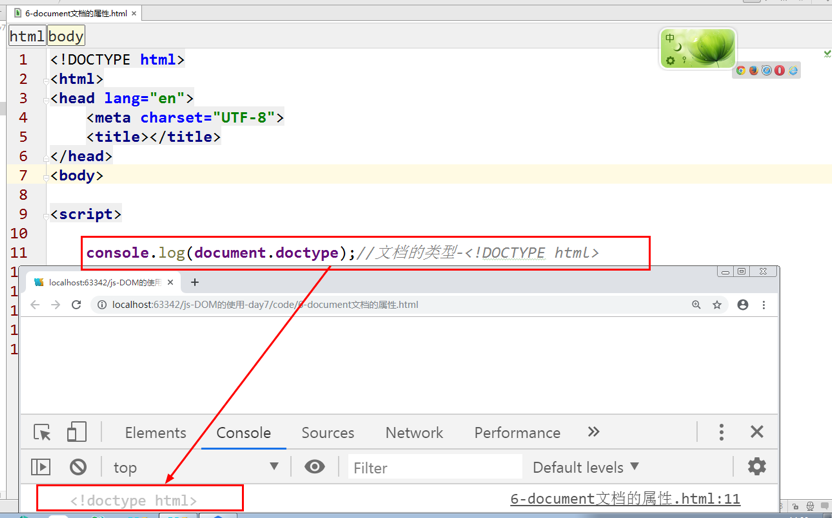 6-document文档的属性.html ×
html body
中
1 <!DOCTYPE html>
2 <html>
3 <head lang="en">
4 <meta charset="UTF-8">
5 <title></title>
6 </head>
7 <body>
8
9 <script>
10
11 console.log(document.doctype);//文档的类型-<!DOCTYPE html>
1
1
1
1
1
localhost:63342/js-DOM的使用
localhost:63342/js-DOM的使用-day7/code/6-document文档的属性.html
Elements Console Sources Network Performance »
top Filter Default levels ▼
<!doctype html> 6-document文档的属性.html:11